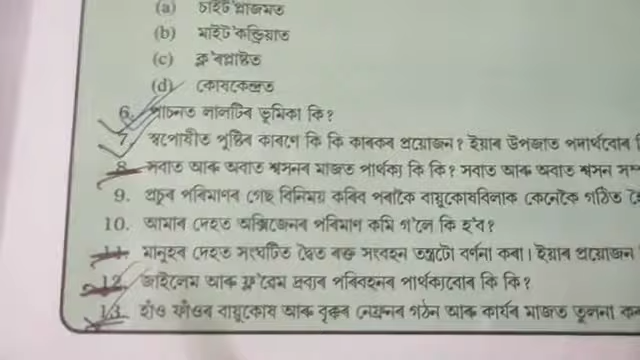 (a) চাইট'প্লাজমত
(b) মাইট'কণ্ড্ৰিয়াত
(c) ক্ল'ৰপ্লাষ্টত
(d) কোষকেন্দ্ৰত
6. পাচনত লালটিৰ ভূমিকা কি?
7. স্বপোষীত পুষ্টিৰ কাৰণে কি কি কাৰকৰ প্ৰয়োজন? ইয়াৰ উপজাত পদাৰ্থবোৰ
8. সবাত আৰু অবাত শ্বসনৰ মাজত পাৰ্থক্য কি কি? সবাত আৰু অবাত শ্বসন
9. প্ৰচুৰ পৰিমাণৰ গেছ বিনিময় কৰিব পৰাকৈ বায়ুকোষবিলাক কেনেকৈ গঠিত
10. আমাৰ দেহত অক্সিজেনৰ পৰিমাণ কমি গ'লে কি হ'ব?
11. মানুহৰ দেহত সংঘটিত দ্বৈত ৰক্ত সংবহন তন্ত্ৰটো বৰ্ণনা কৰা। ইয়াৰ প্ৰয়োজন
12. জাইলেম আৰু ফ্ল'য়েম দ্ৰব্যৰ পৰিবহনৰ পাৰ্থক্যবোৰ কি কি?
13. হাঁও ফাঁওৰ বায়ুকোষ আৰু বৃক্কৰ নেফ্ৰনৰ গঠন আৰু কাৰ্যৰ মাজত তুলনা